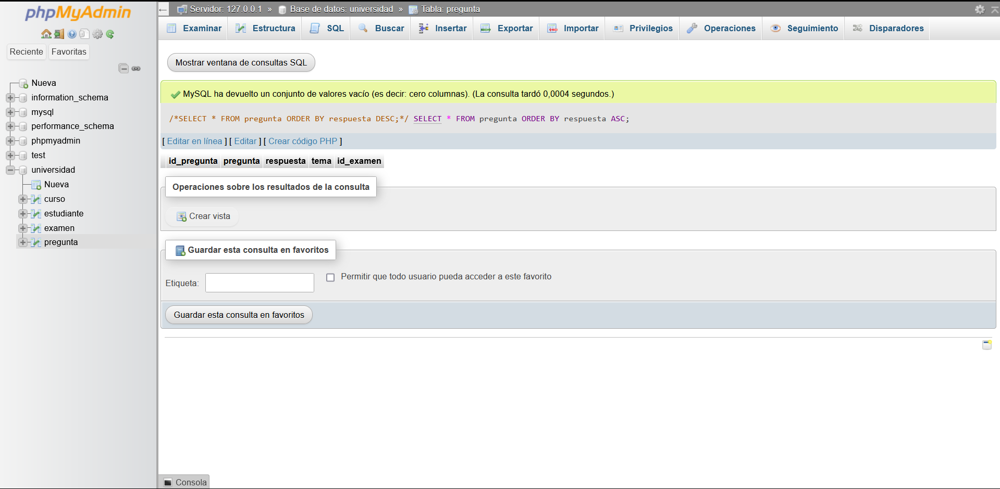 phpMyAdmin
Reciente Favoritas
Nueva
information_schema
mysql
performance_schema
phpmyadmin
test
universidad
Nueva
curso
estudiante
examen
pregunta
Servidor: 127.0.0.1 » Base de datos: universidad » Tabla: pregunta
Examinar Estructura SQL Buscar Insertar Exportar Importar Privilegios Operaciones Seguimiento Disparadores
Mostrar ventana de consultas SQL
MySQL ha devuelto un conjunto de valores vacío (es decir: cero columnas). (La consulta tardó 0,0004 segundos.)
/*SELECT * FROM pregunta ORDER BY respuesta DESC;*/ SELECT * FROM pregunta ORDER BY respuesta ASC;
[ Editar en línea ] [ Editar ] [ Crear código PHP ]
id_pregunta pregunta respuesta tema id_examen
Operaciones sobre los resultados de la consulta
Crear vista
Guardar esta consulta en favoritos
Etiqueta: Permitir que todo usuario pueda acceder a este favorito
Guardar esta consulta en favoritos
Consola